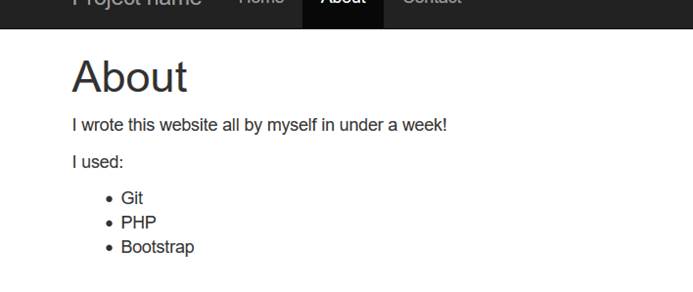 Project name Home About Contact
About
I wrote this website all by myself in under a week!
I used:
Git
PHP
Bootstrap